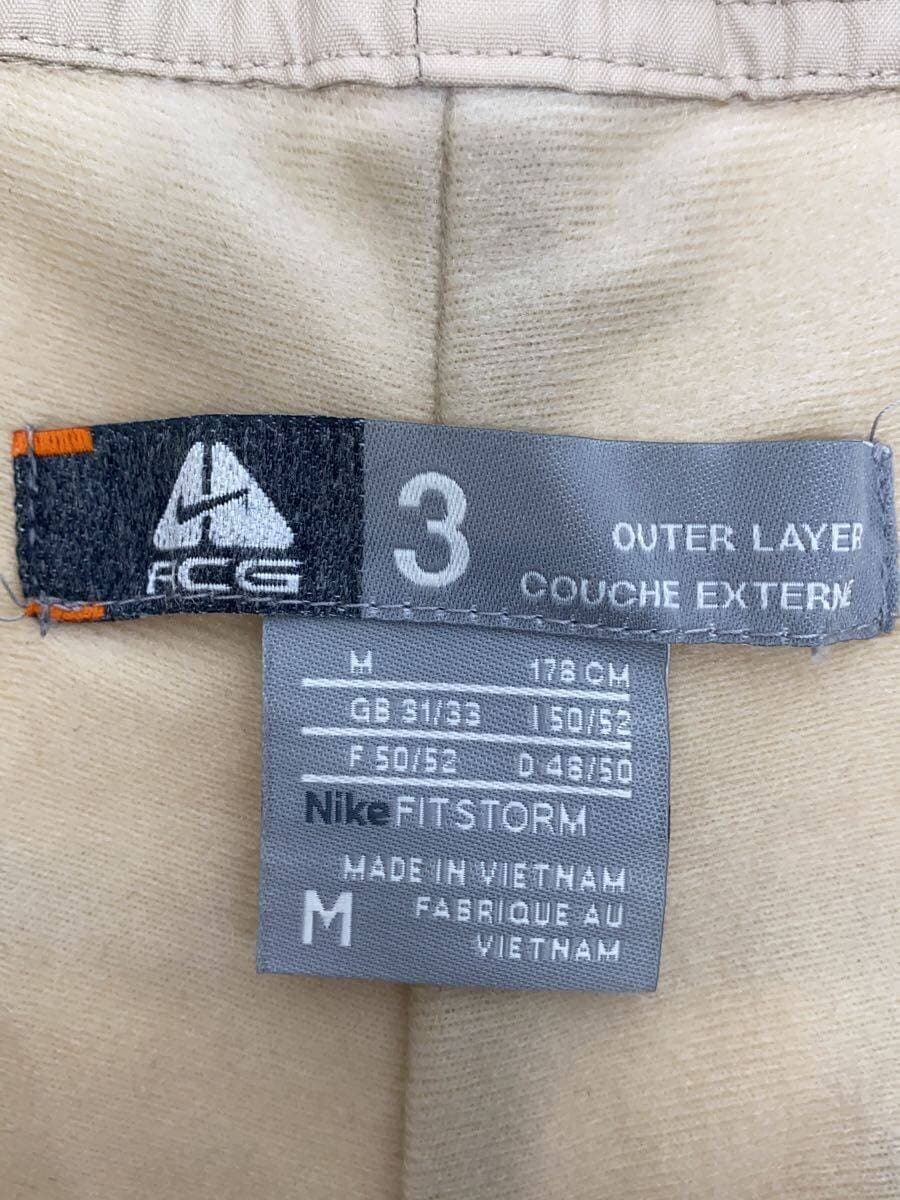 ACG
3
OUTER LAYER
COUCHE EXTERNE
M 178 CM
GB 31/33 I 50/52
F 50/52 D 48/50
Nike FITSTORM
MADE IN VIETNAM
M FABRIQUE AU
VIETNAM